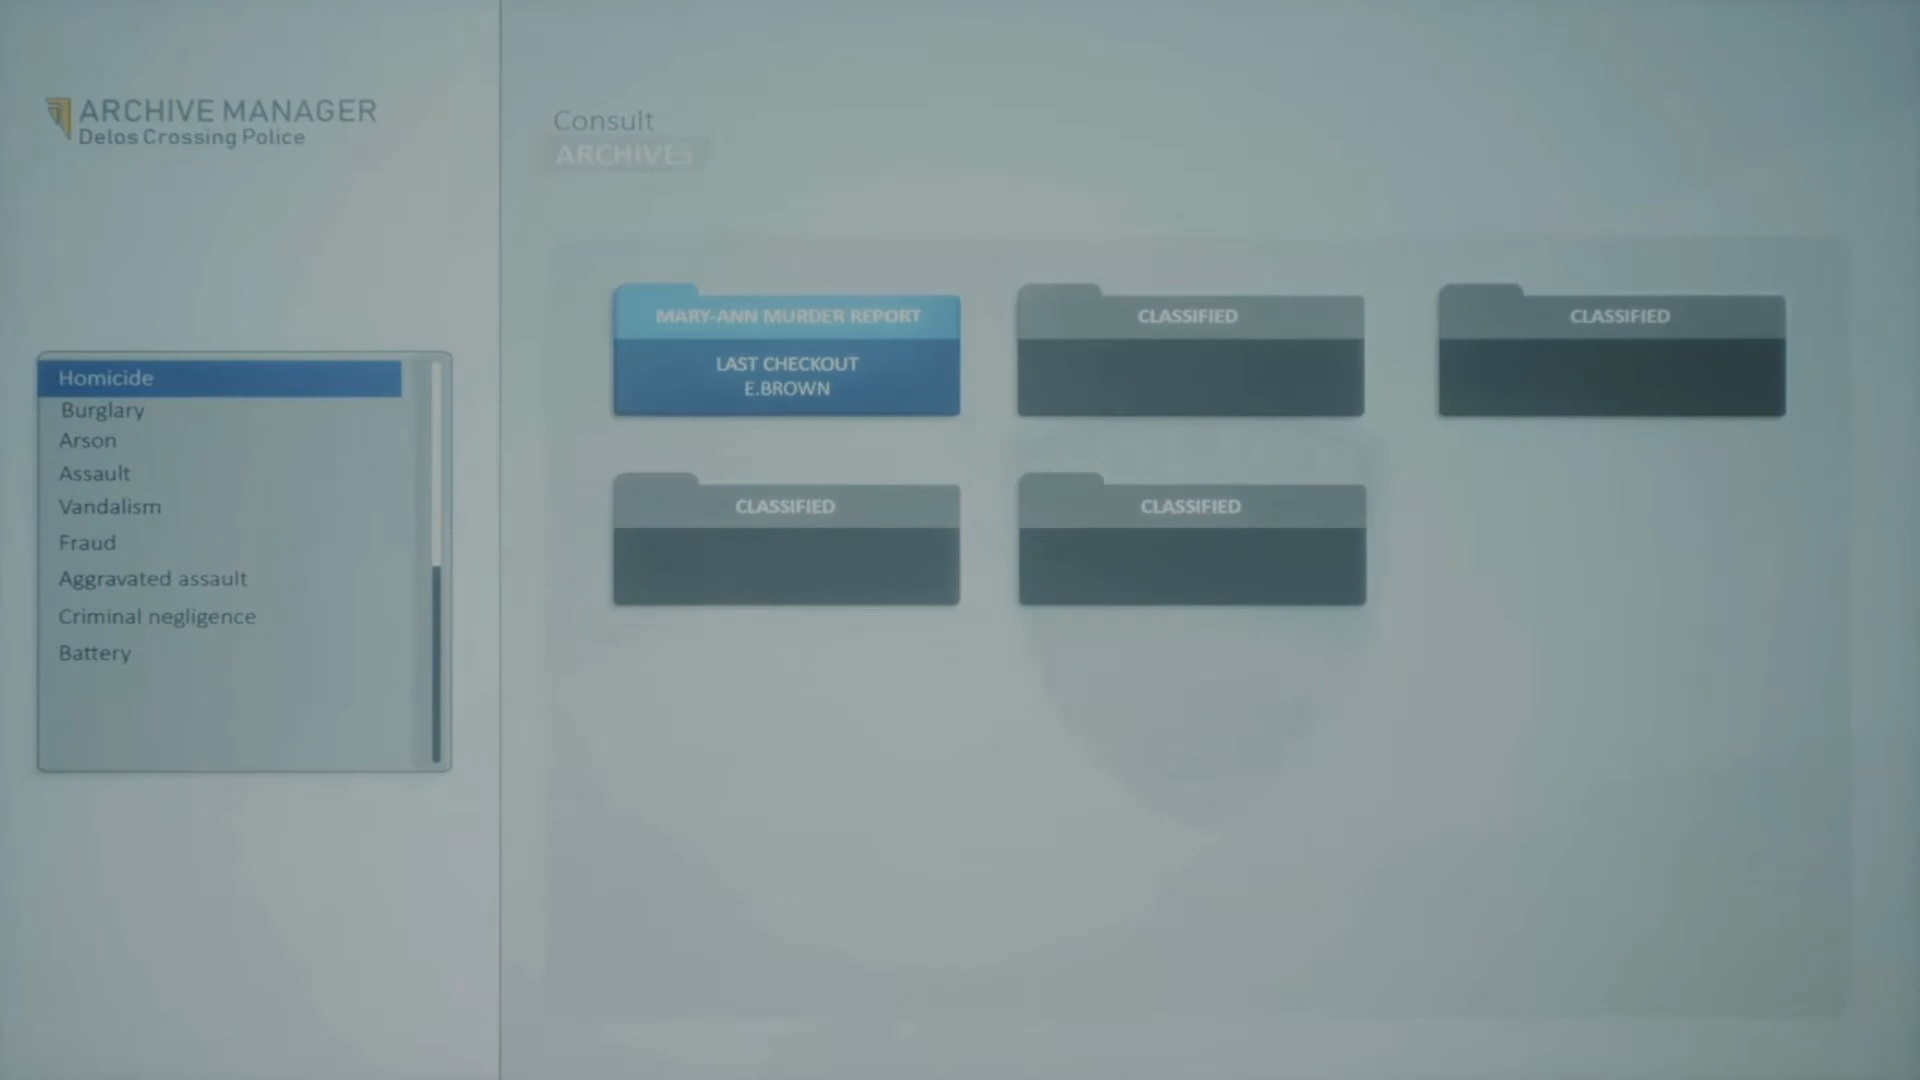 ARCHIVE MANAGER
Delos Crossing Police
Homicide
Burglary
Arson
Assault
Vandalism
Fraud
Aggravated assault
Criminal negligence
Battery
Consult
ARCHIVES
MARY-ANN MURDER REPORT
LAST CHECKOUT
E.BROWN
CLASSIFIED
CLASSIFIED
CLASSIFIED
CLASSIFIED